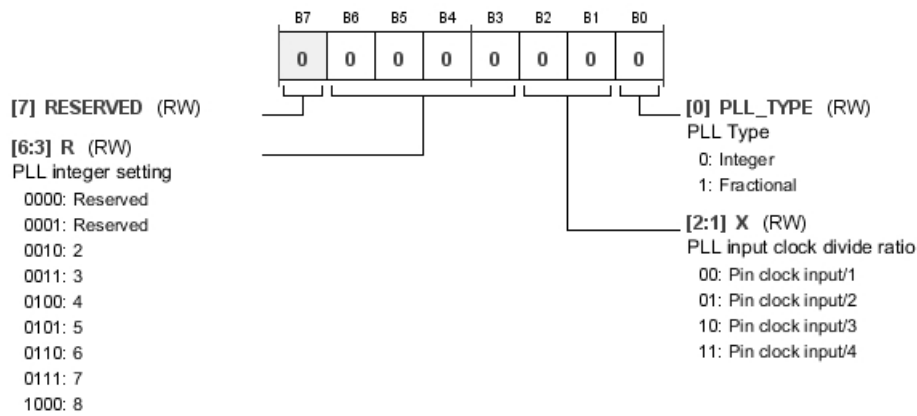 B7 B6 B5 B4 B3 B2 B1 B0
0 0 0 0 0 0 0 0
[7] RESERVED (RW)
[6:3] R (RW)
PLL integer setting
0000: Reserved
0001: Reserved
0010: 2
0011: 3
0100: 4
0101: 5
0110: 6
0111: 7
1000: 8
[0] PLL_TYPE (RW)
PLL Type
0: Integer
1: Fractional
[2:1] X (RW)
PLL input clock divide ratio
00: Pin clock input/1
01: Pin clock input/2
10: Pin clock input/3
11: Pin clock input/4